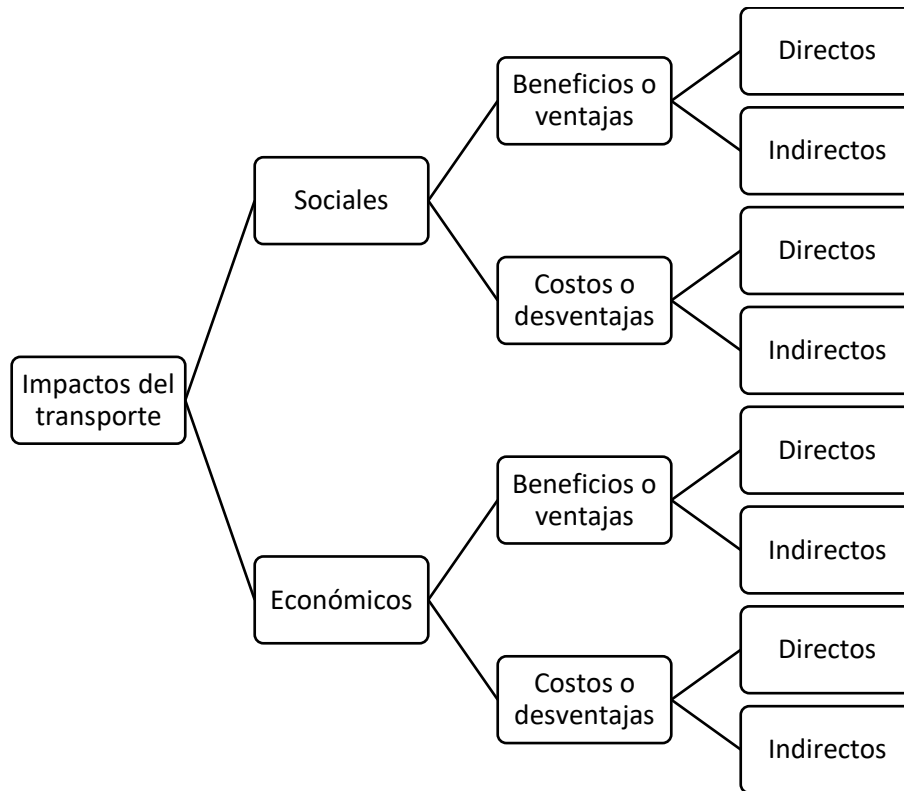 Impactos del
transporte
Sociales
Beneficios o
ventajas
Directos
Indirectos
Costos o
desventajas
Directos
Indirectos
Económicos
Beneficios o
ventajas
Directos
Indirectos
Costos o
desventajas
Directos
Indirectos